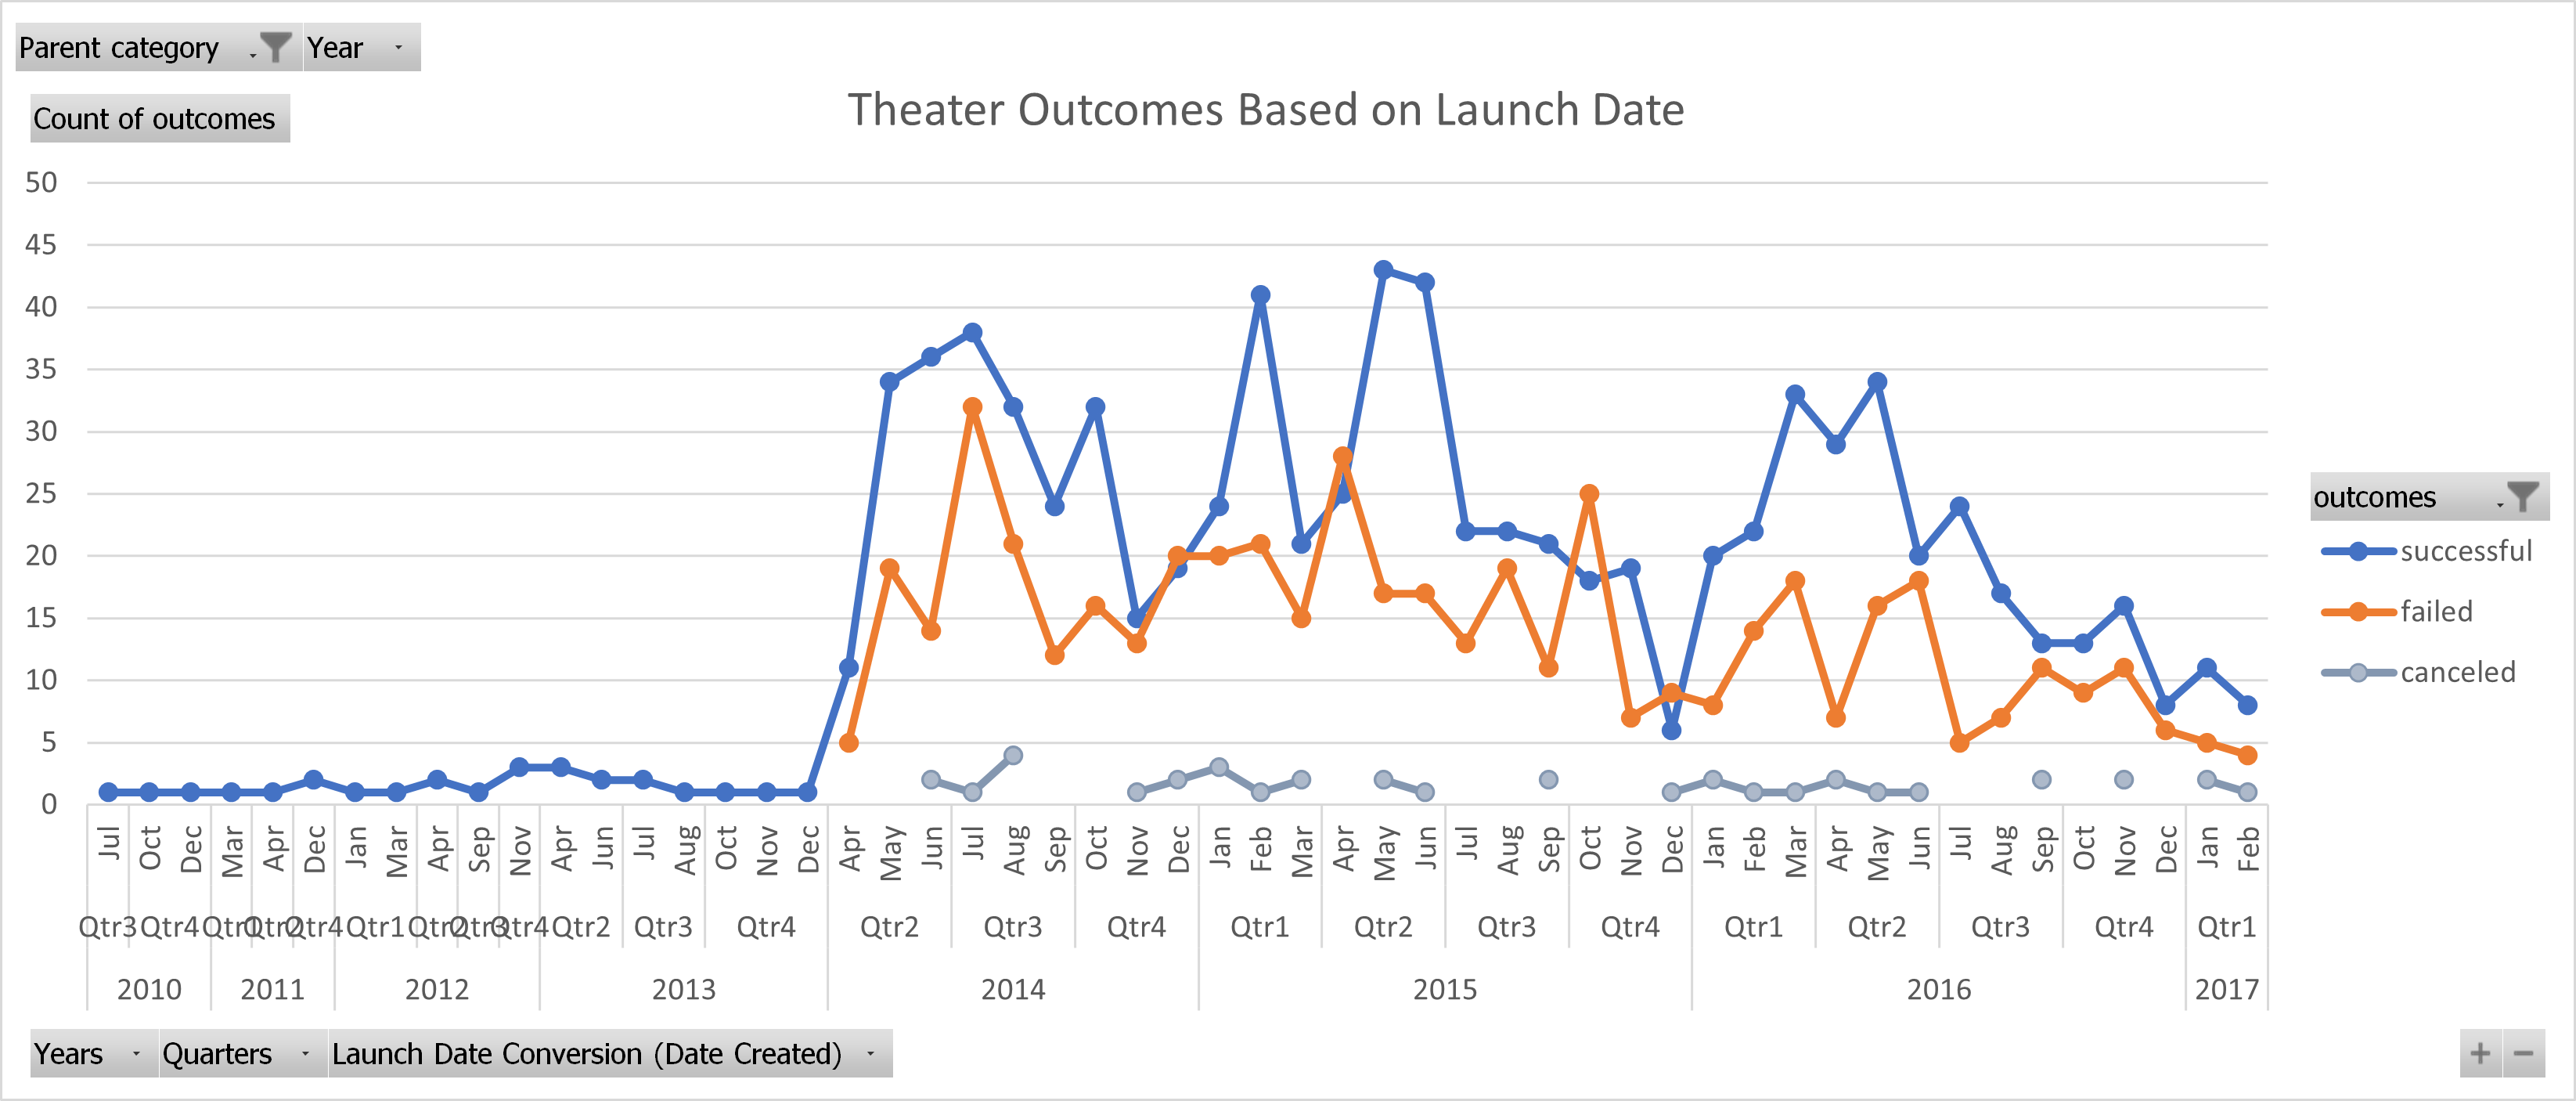 Parent category Year
Count of outcomes
Theater Outcomes Based on Launch Date
50
45
40
35
30
25
20
15
10
5
0
outcomes
successful
failed
canceled
Jul Oct Dec Mar Apr Dec Jan Mar Apr Sep Nov Apr Jun Jul Aug Oct Nov Dec Apr May Jun Jul Aug Sep Oct Nov Dec Jan Feb Mar Apr May Jun Jul Aug Sep Oct Nov Dec Jan Feb Mar Apr May Jun Jul Aug Sep Oct Nov Dec Jan Feb
Qtr3 Qtr4 Qtr1 Qtr2 Qtr4 Qtr1 Qtr2 Qtr3 Qtr4 Qtr2 Qtr3 Qtr4 Qtr2 Qtr3 Qtr4 Qtr1 Qtr2 Qtr3 Qtr4 Qtr1 Qtr2 Qtr3 Qtr4 Qtr1
2010 2011 2012 2013 2014 2015 2016 2017
Years Quarters Launch Date Conversion (Date Created)
+ −